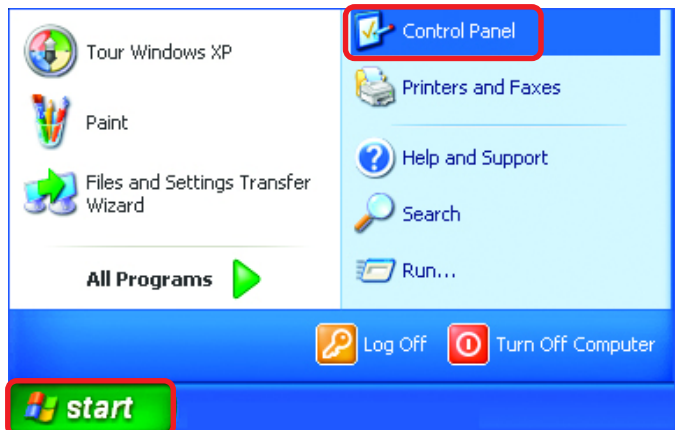 Tour Windows XP
Paint
Files and Settings Transfer
Wizard
All Programs
Control Panel
Printers and Faxes
Help and Support
Search
Run...
Log Off
Turn Off Computer
start